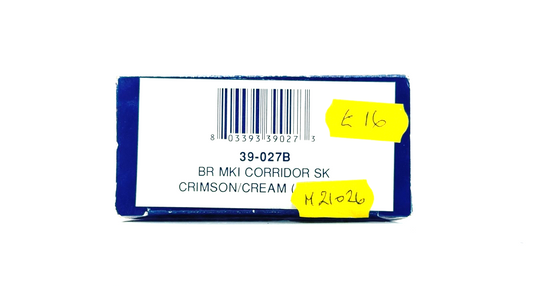 £16
8 03393 39027 3
39-027B
BR MKI CORRIDOR SK
CRIMSON/CREAM (
M21026